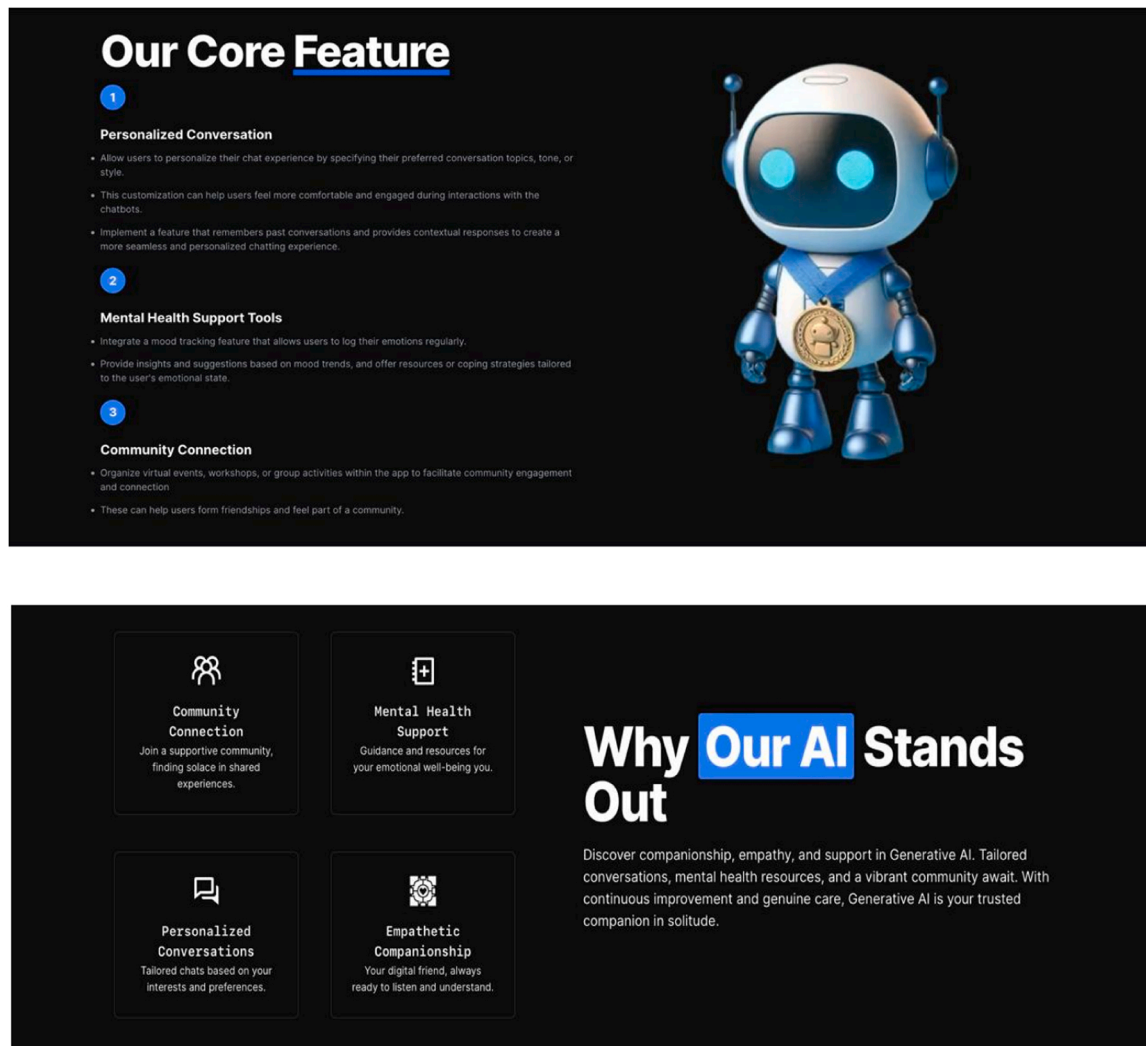 Our Core Feature
1
Personalized Conversation
• Allow users to personalize their chat experience by specifying their preferred conversation topics, tone, or
style.
• This customization can help users feel more comfortable and engaged during interactions with the
chatbots.
• Implement a feature that remembers past conversations and provides contextual responses to create a
more seamless and personalized chatting experience.
2
Mental Health Support Tools
• Integrate a mood tracking feature that allows users to log their emotions regularly.
• Provide insights and suggestions based on mood trends, and offer resources or coping strategies tailored
to the user's emotional state.
3
Community Connection
• Organize virtual events, workshops, or group activities within the app to facilitate community engagement
and connection
• These can help users form friendships and feel part of a community.
Community
Connection
Join a supportive community,
finding solace in shared
experiences.
Mental Health
Support
Guidance and resources for
your emotional well-being you.
Personalized
Conversations
Tailored chats based on your
interests and preferences.
Empathetic
Companionship
Your digital friend, always
ready to listen and understand.
Why Our AI Stands
Out
Discover companionship, empathy, and support in Generative AI. Tailored
conversations, mental health resources, and a vibrant community await. With
continuous improvement and genuine care, Generative AI is your trusted
companion in solitude.